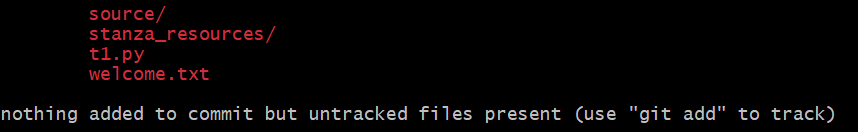 source/
stanza_resources/
t1.py
welcome.txt
nothing added to commit but untracked files present (use "git add" to track)